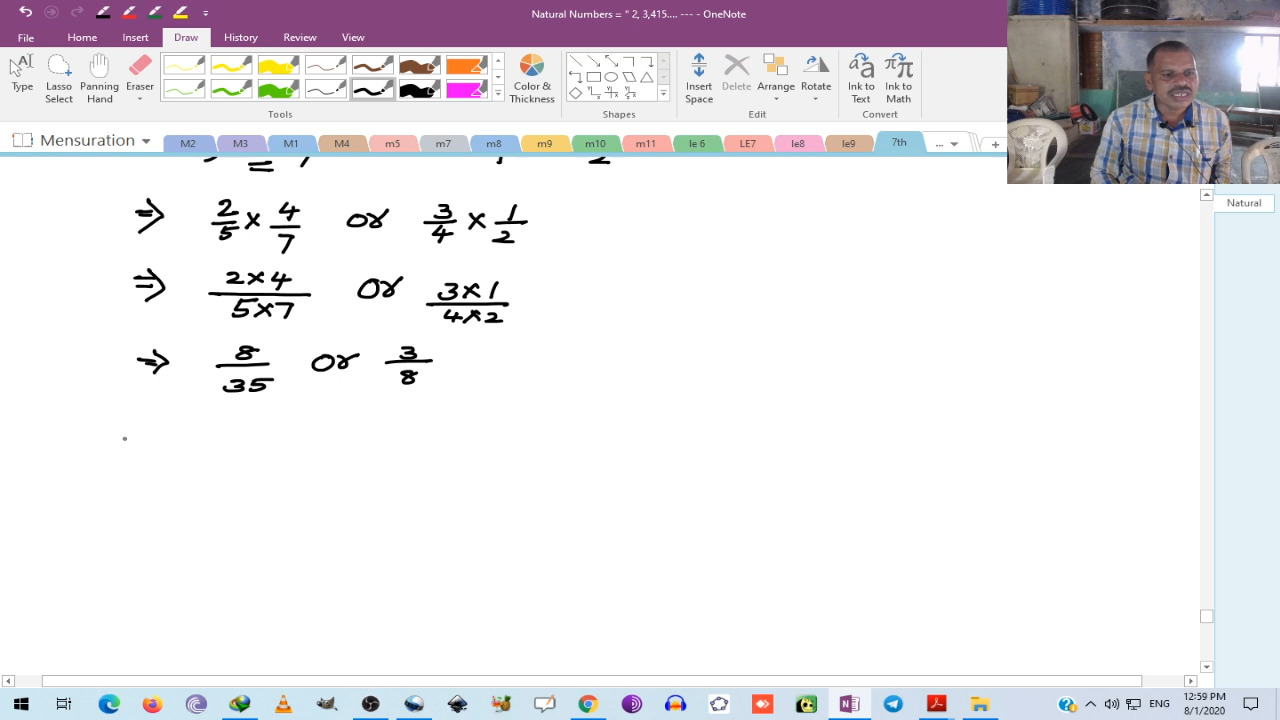 Natural Numbers = " 2, 3,415.... --- - OneNote
File Home Insert Draw History Review View
Type Lasso Select Panning Hand Eraser Color & Thickness Insert Space Delete Arrange Rotate Ink to Text Ink to Math
Tools Shapes Edit Convert
Mensuration M2 M3 M1 M4 m5 m7 m8 m9 m10 m11 le 6 LE7 le8 le9 7th ...
Natural
⇒ 2/5 × 4/7 or 3/4 × 1/2
⇒ 2×4/5×7 or 3×1/4×2
⇒ 8/35 or 3/8
ENG 12:59 PM
8/1/2020